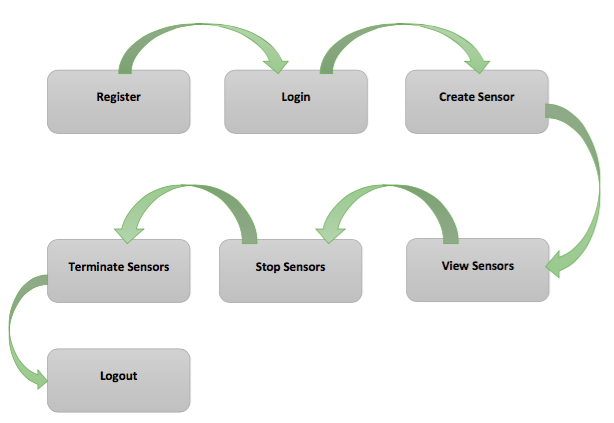 Register
Login
Create Sensor
Terminate Sensors
Stop Sensors
View Sensors
Logout